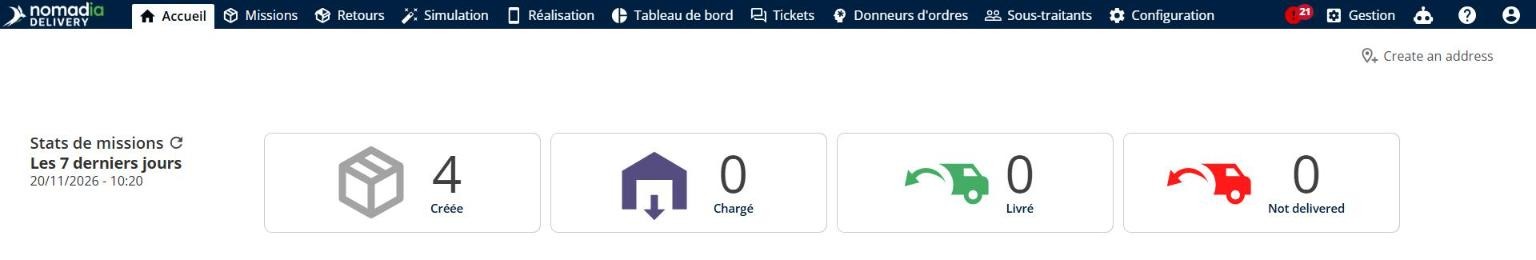 nomadia
DELIVERY
Accueil Missions Retours Simulation Réalisation Tableau de bord Tickets Donneurs d'ordres Sous-traitants Configuration 21 Gestion
Create an address
Stats de missions
Les 7 derniers jours
20/11/2026 - 10:20
4
Créée
0
Chargé
0
Livré
0
Not delivered